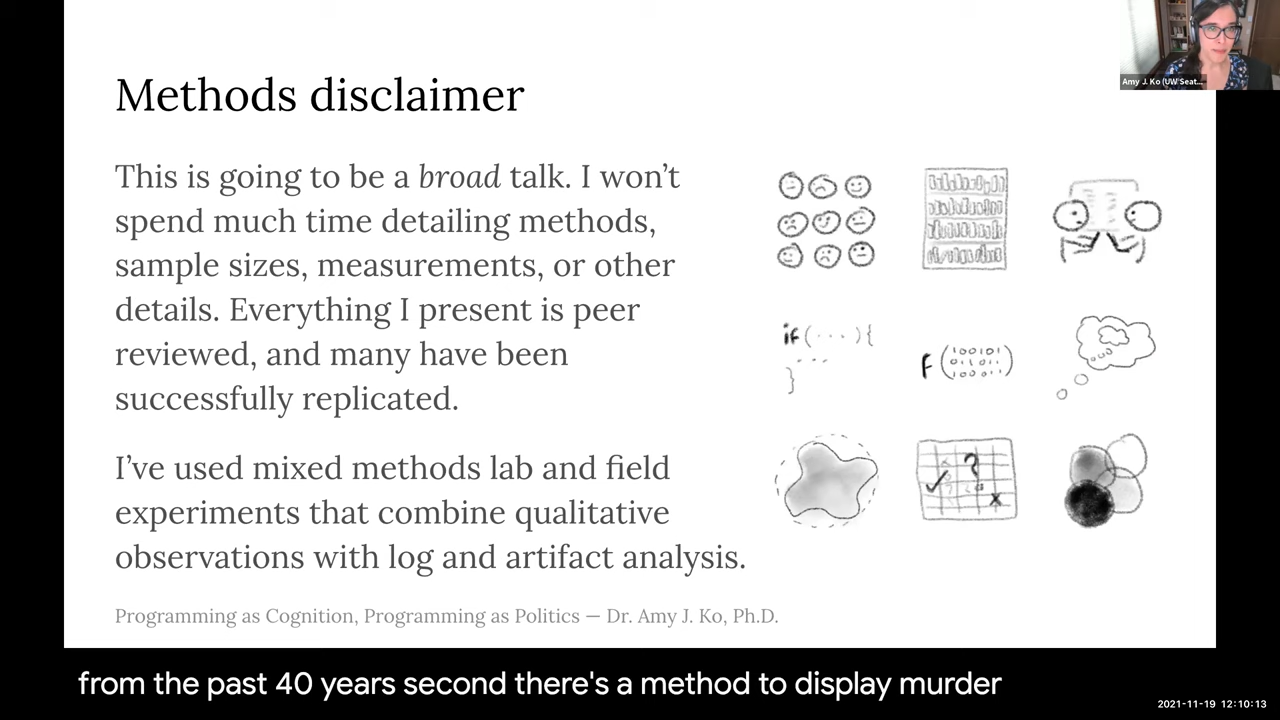 Amy J. Ko (UW Seat...
Methods disclaimer
This is going to be a broad talk. I won't
spend much time detailing methods,
sample sizes, measurements, or other
details. Everything I present is peer
reviewed, and many have been
successfully replicated.
I've used mixed methods lab and field
experiments that combine qualitative
observations with log and artifact analysis.
if(···){
···
}
F(100101
011011
100011)
?
Programming as Cognition, Programming as Politics — Dr. Amy J. Ko, Ph.D.
from the past 40 years second there's a method to display murder
2021-11-19 12:10:13